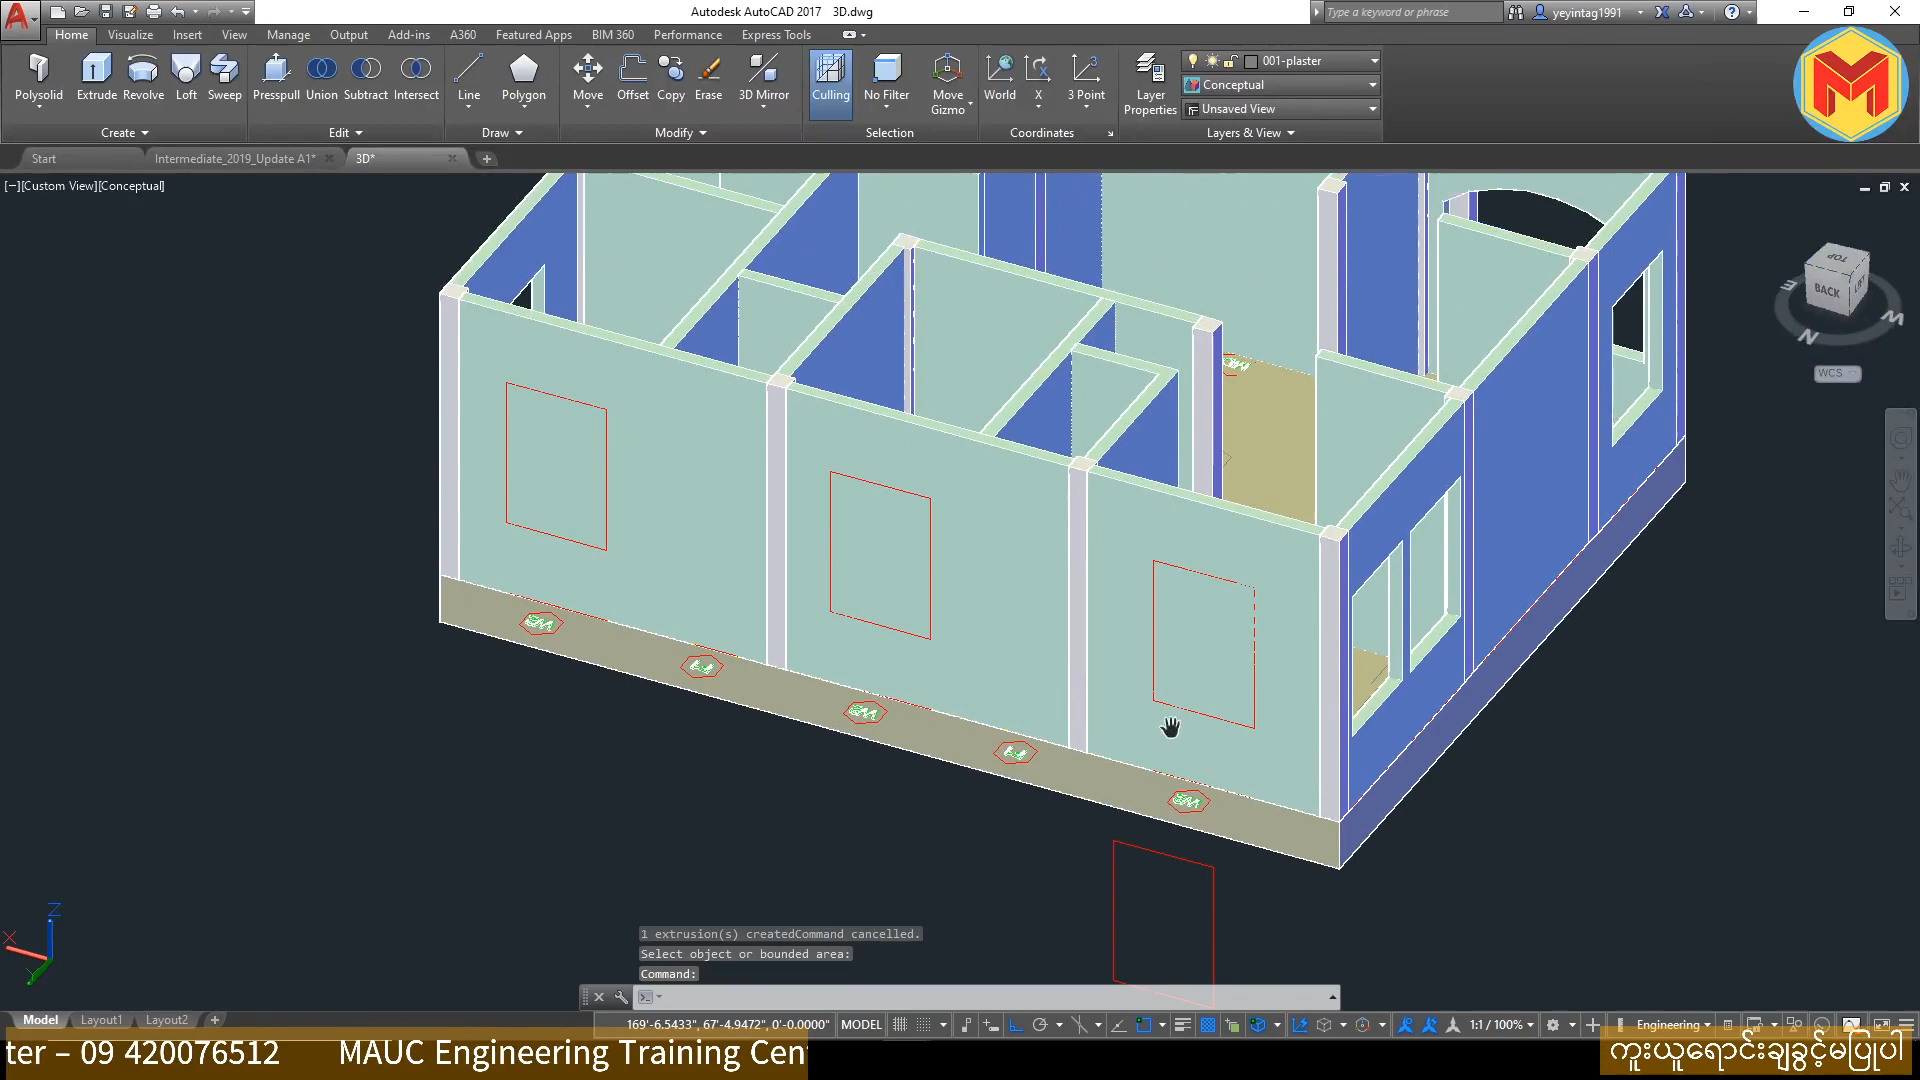 Autodesk AutoCAD 2017 3D.dwg
Type a keyword or phrase
yeyintag1991
Home Visualize Insert View Manage Output Add-ins A360 Featured Apps BIM 360 Performance Express Tools
Polysolid Extrude Revolve Loft Sweep
Presspull Union Subtract Intersect
Line Polygon
Move Offset Copy Erase 3D Mirror
Culling No Filter Move Gizmo
World X 3 Point
Layer Properties
001-plaster
Conceptual
Unsaved View
Create Edit Draw Modify Selection Coordinates Layers & View
Start Intermediate_2019_Update A1* 3D*
[−][Custom View][Conceptual]
TOP
BACK
E
N
W
WCS
Z
X
Y
1 extrusion(s) createdCommand cancelled.
Select object or bounded area:
Command:
Model Layout1 Layout2
169'-6.5433", 67'-4.9472", 0'-0.0000" MODEL 1:1 / 100% Engineering
ter – 09 420076512 MAUC Engineering Training Cen
ကူးယူရောင်းချခွင့်မပြုပါ